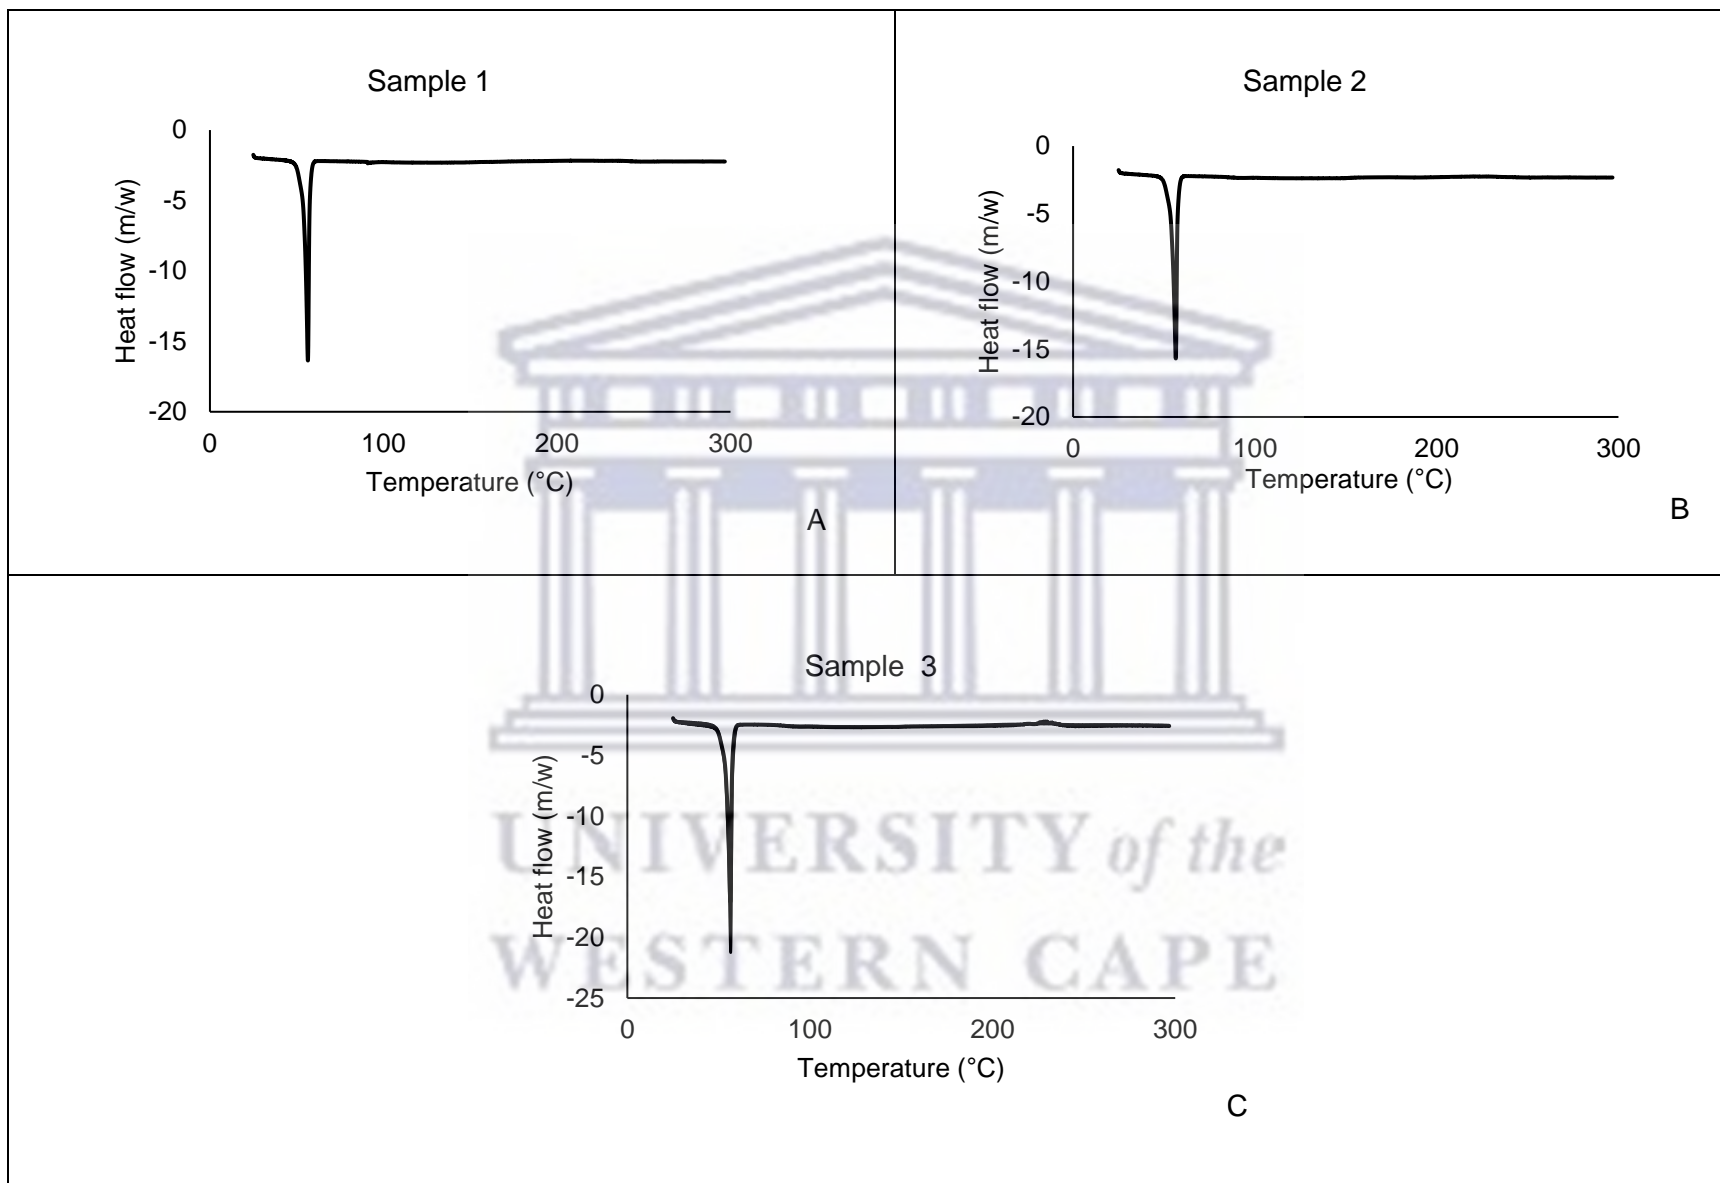 Sample 1
0
-5
-10
-15
-20
Heat flow (m/w)
0 100 200 300
Temperature (°C)
A
Sample 2
0
-5
-10
-15
-20
Heat flow (m/w)
0 100 200 300
Temperature (°C)
B
Sample 3
0
-5
-10
-15
-20
-25
Heat flow (m/w)
0 100 200 300
Temperature (°C)
C
UNIVERSITY of the
WESTERN CAPE